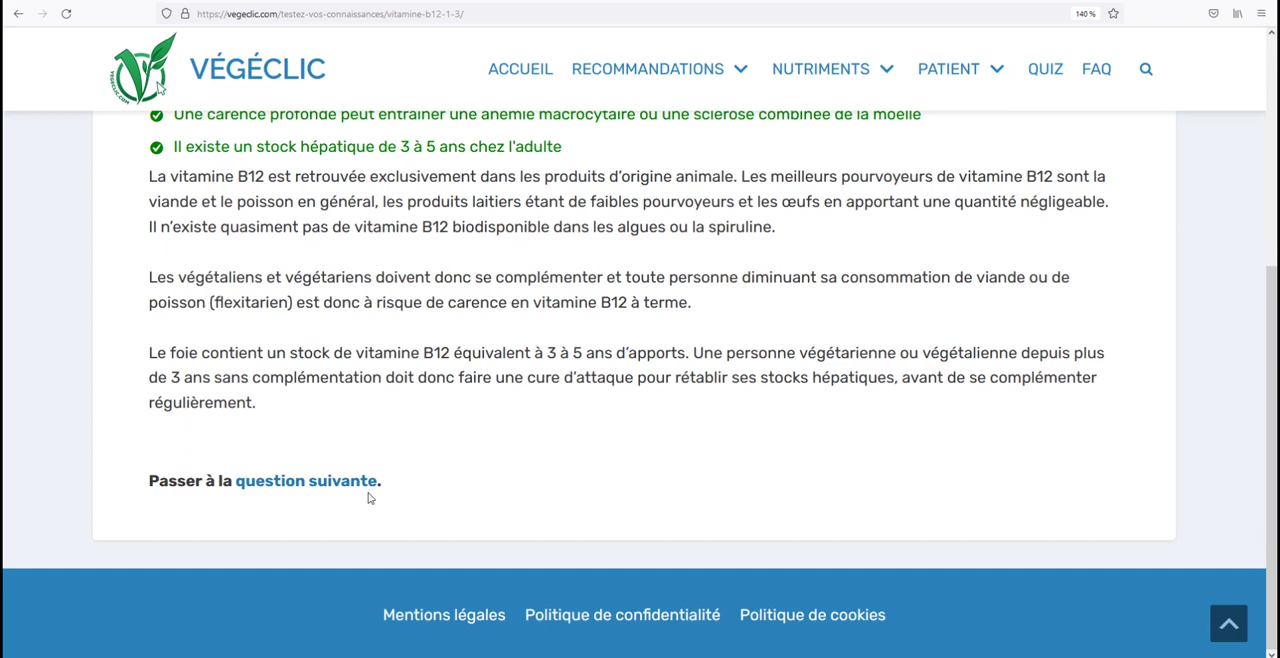 https://vegeclic.com/testez-vos-connaissances/vitamine-b12-1-3/
140 %
VEGECLIC.COM
VÉGÉCLIC
ACCUEIL RECOMMANDATIONS NUTRIMENTS PATIENT QUIZ FAQ
Une carence profonde peut entraîner une anémie macrocytaire ou une sclérose combinée de la moelle
Il existe un stock hépatique de 3 à 5 ans chez l'adulte
La vitamine B12 est retrouvée exclusivement dans les produits d’origine animale. Les meilleurs pourvoyeurs de vitamine B12 sont la
viande et le poisson en général, les produits laitiers étant de faibles pourvoyeurs et les œufs en apportant une quantité négligeable.
Il n’existe quasiment pas de vitamine B12 biodisponible dans les algues ou la spiruline.
Les végétaliens et végétariens doivent donc se complémenter et toute personne diminuant sa consommation de viande ou de
poisson (flexitarien) est donc à risque de carence en vitamine B12 à terme.
Le foie contient un stock de vitamine B12 équivalent à 3 à 5 ans d’apports. Une personne végétarienne ou végétalienne depuis plus
de 3 ans sans complémentation doit donc faire une cure d’attaque pour rétablir ses stocks hépatiques, avant de se complémenter
régulièrement.
Passer à la question suivante.
Mentions légales Politique de confidentialité Politique de cookies